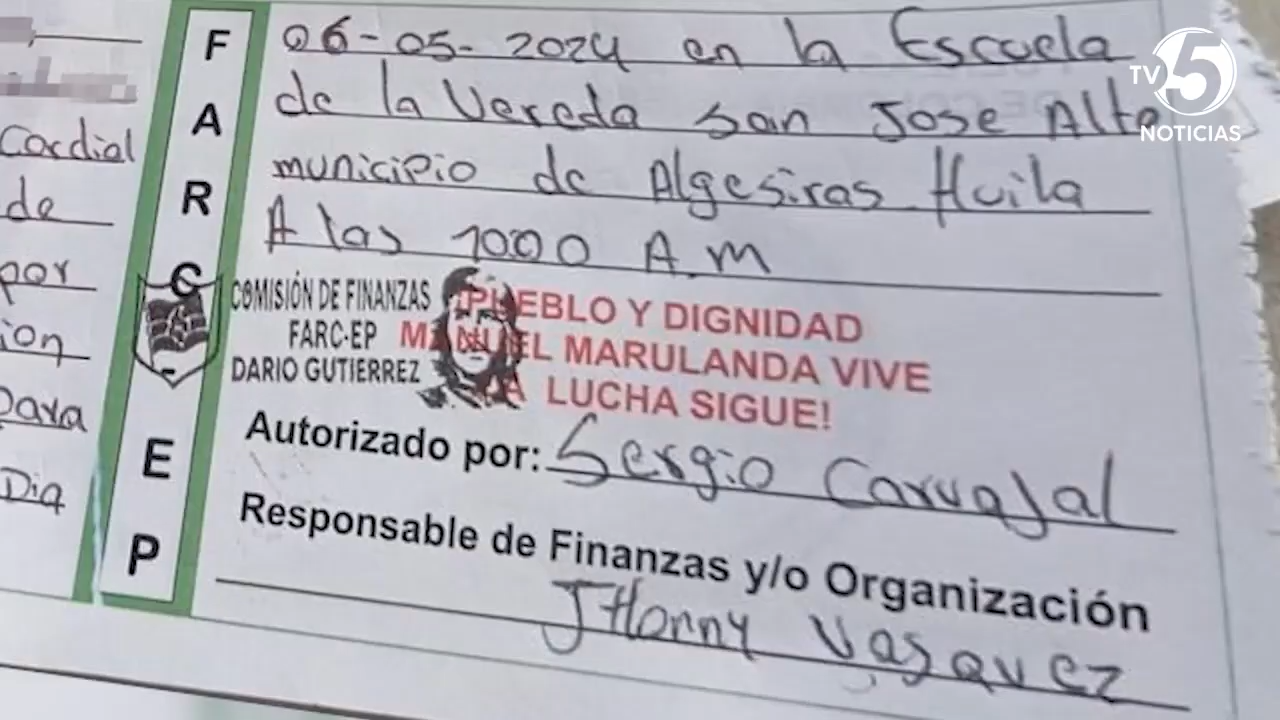 06-05-2024 en la Escuela
de la Vereda san Jose Alto
municipio de Algesiras Huila
A las 1000 A.M
COMISIÓN DE FINANZAS
FARC-EP
DARIO GUTIERREZ
¡PUEBLO Y DIGNIDAD
MANUEL MARULANDA VIVE
LA LUCHA SIGUE!
Autorizado por: Sergio Carvajal
Responsable de Finanzas y/o Organización
JHonny Vasquez
FARC
EP
Cordial
de
por
ion
para
Dia
TV5
NOTICIAS